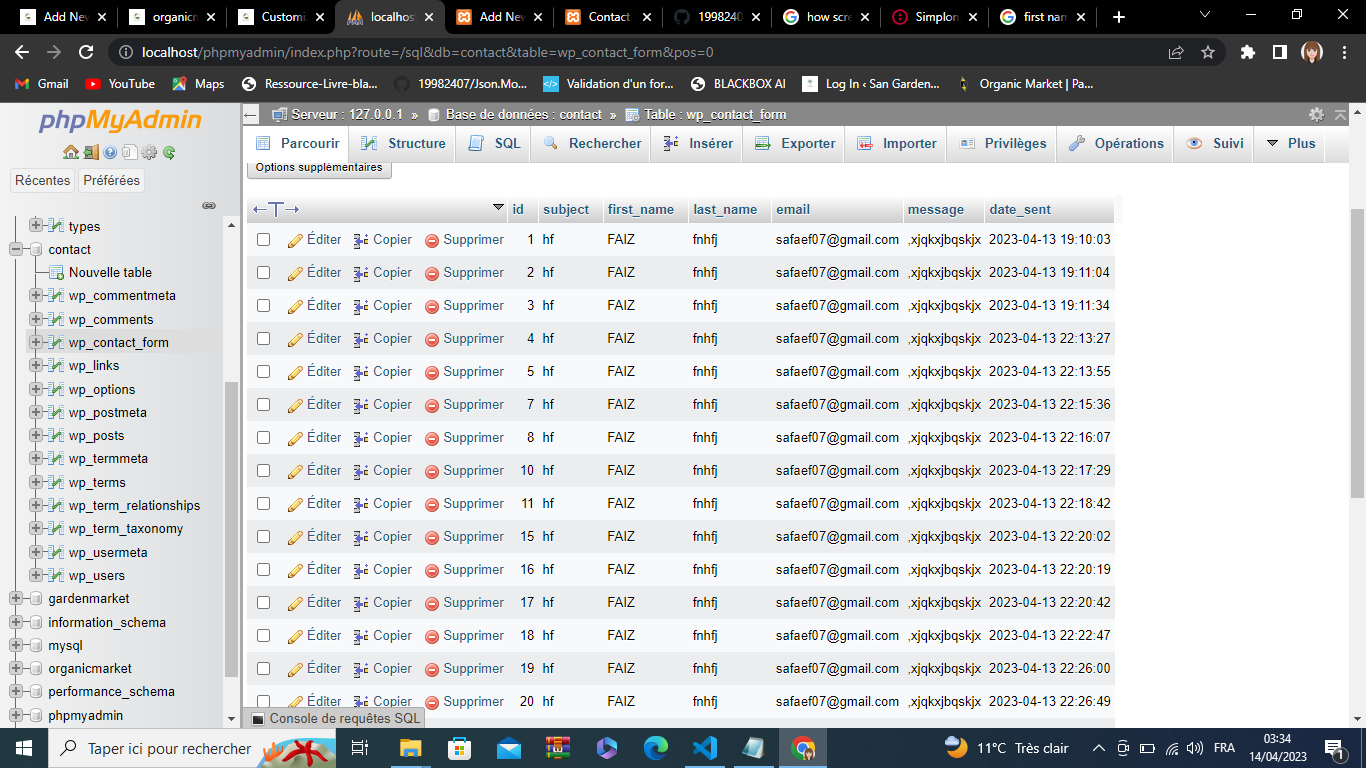 Add Nev
organicr
Customi
localhos
Add Nev
Contact
1998240
how scre
Simplon
first nan
localhost/phpmyadmin/index.php?route=/sql&db=contact&table=wp_contact_form&pos=0
Gmail
YouTube
Maps
Ressource-Livre-bla...
19982407/Json.Mo...
Validation d'un for...
BLACKBOX AI
Log In ‹ San Garden...
Organic Market | Pa...
phpMyAdmin
Récentes
Préférées
types
contact
Nouvelle table
wp_commentmeta
wp_comments
wp_contact_form
wp_links
wp_options
wp_postmeta
wp_posts
wp_termmeta
wp_terms
wp_term_relationships
wp_term_taxonomy
wp_usermeta
wp_users
gardenmarket
information_schema
mysql
organicmarket
performance_schema
phpmyadmin
Serveur : 127.0.0.1 » Base de données : contact » Table : wp_contact_form
Parcourir Structure SQL Rechercher Insérer Exporter Importer Privilèges Opérations Suivi Plus
Options supplémentaires
id subject first_name last_name email message date_sent
Éditer Copier Supprimer 1 hf FAIZ fnhfj safaef07@gmail.com ,xjqkxjbqskjx 2023-04-13 19:10:03
Éditer Copier Supprimer 2 hf FAIZ fnhfj safaef07@gmail.com ,xjqkxjbqskjx 2023-04-13 19:11:04
Éditer Copier Supprimer 3 hf FAIZ fnhfj safaef07@gmail.com ,xjqkxjbqskjx 2023-04-13 19:11:34
Éditer Copier Supprimer 4 hf FAIZ fnhfj safaef07@gmail.com ,xjqkxjbqskjx 2023-04-13 22:13:27
Éditer Copier Supprimer 5 hf FAIZ fnhfj safaef07@gmail.com ,xjqkxjbqskjx 2023-04-13 22:13:55
Éditer Copier Supprimer 7 hf FAIZ fnhfj safaef07@gmail.com ,xjqkxjbqskjx 2023-04-13 22:15:36
Éditer Copier Supprimer 8 hf FAIZ fnhfj safaef07@gmail.com ,xjqkxjbqskjx 2023-04-13 22:16:07
Éditer Copier Supprimer 10 hf FAIZ fnhfj safaef07@gmail.com ,xjqkxjbqskjx 2023-04-13 22:17:29
Éditer Copier Supprimer 11 hf FAIZ fnhfj safaef07@gmail.com ,xjqkxjbqskjx 2023-04-13 22:18:42
Éditer Copier Supprimer 15 hf FAIZ fnhfj safaef07@gmail.com ,xjqkxjbqskjx 2023-04-13 22:20:02
Éditer Copier Supprimer 16 hf FAIZ fnhfj safaef07@gmail.com ,xjqkxjbqskjx 2023-04-13 22:20:19
Éditer Copier Supprimer 17 hf FAIZ fnhfj safaef07@gmail.com ,xjqkxjbqskjx 2023-04-13 22:20:42
Éditer Copier Supprimer 18 hf FAIZ fnhfj safaef07@gmail.com ,xjqkxjbqskjx 2023-04-13 22:22:47
Éditer Copier Supprimer 19 hf FAIZ fnhfj safaef07@gmail.com ,xjqkxjbqskjx 2023-04-13 22:26:00
Éditer Copier Supprimer 20 hf FAIZ fnhfj safaef07@gmail.com ,xjqkxjbqskjx 2023-04-13 22:26:49
Console de requêtes SQL
Taper ici pour rechercher
11°C Très clair
FRA
03:34
14/04/2023
1